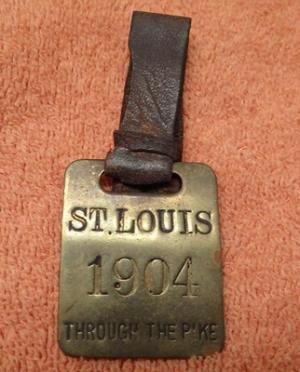 ST. LOUIS
1904
THROUGH THE PIKE